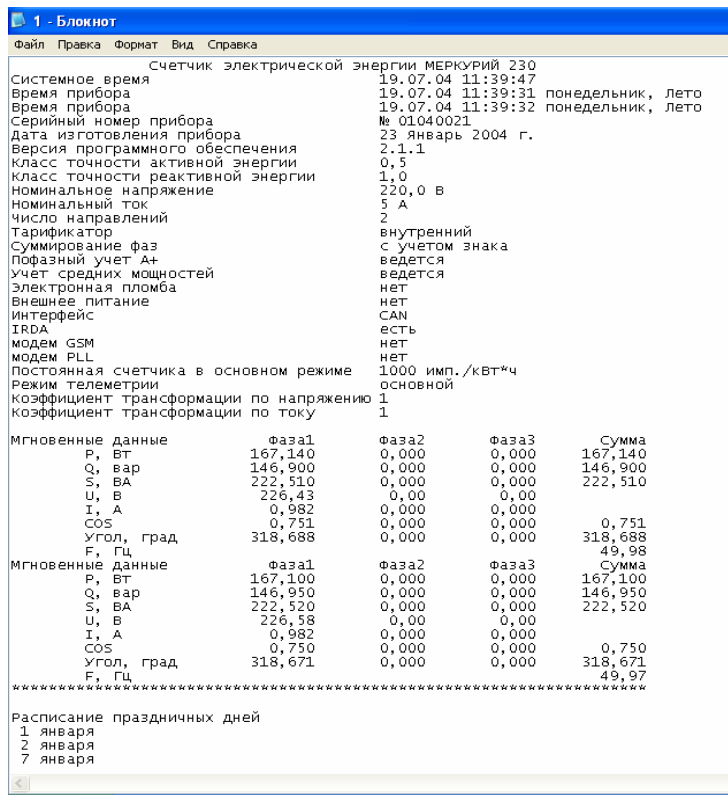 1 - Блокнот
Файл Правка Формат Вид Справка
Счетчик электрической энергии МЕРКУРИЙ 230
Системное время 19.07.04 11:39:47
Время прибора 19.07.04 11:39:31 понедельник, Лето
Время прибора 19.07.04 11:39:32 понедельник, Лето
Серийный номер прибора № 01040021
Дата изготовления прибора 23 Январь 2004 г.
Версия программного обеспечения 2.1.1
Класс точности активной энергии 0,5
Класс точности реактивной энергии 1,0
Номинальное напряжение 220,0 В
Номинальный ток 5 А
Число направлений 2
Тарификатор внутренний
Суммирование фаз с учетом знака
Пофазный учет А+ ведется
Учет средних мощностей ведется
Электронная пломба нет
Внешнее питание нет
Интерфейс CAN
IRDA есть
модем GSM нет
модем PLL нет
Постоянная счетчика в основном режиме 1000 имп./кВт*ч
Режим телеметрии основной
Коэффициент трансформации по напряжению 1
Коэффициент трансформации по току 1
Мгновенные данные Фаза1 Фаза2 Фаза3 Сумма
P, Вт 167,140 0,000 0,000 167,140
Q, вар 146,900 0,000 0,000 146,900
S, ВА 222,510 0,000 0,000 222,510
U, В 226,43 0,00 0,00
I, А 0,982 0,000 0,000
COS 0,751 0,000 0,000 0,751
Угол, град 318,688 0,000 0,000 318,688
F, Гц 49,98
Мгновенные данные Фаза1 Фаза2 Фаза3 Сумма
P, Вт 167,100 0,000 0,000 167,100
Q, вар 146,950 0,000 0,000 146,950
S, ВА 222,520 0,000 0,000 222,520
U, В 226,58 0,00 0,00
I, А 0,982 0,000 0,000
COS 0,750 0,000 0,000 0,750
Угол, град 318,671 0,000 0,000 318,671
F, Гц 49,97
*********************************************************************
Расписание праздничных дней
1 января
2 января
7 января